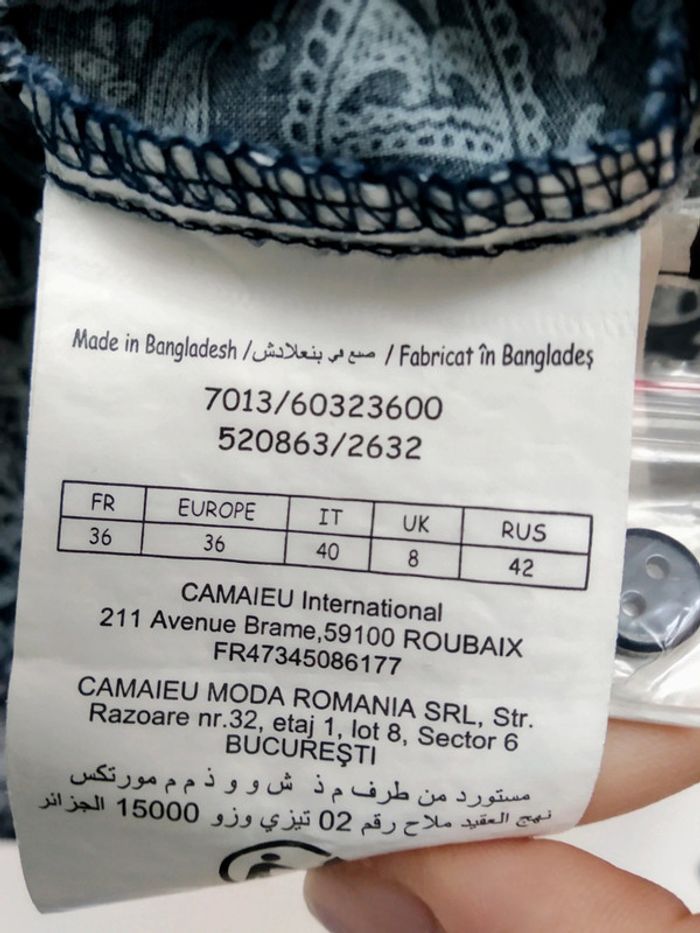 Made in Bangladesh / صنع في بنغلادش / Fabricat în Bangladeș
7013/60323600
520863/2632
FR EUROPE IT UK RUS
36 36 40 8 42
CAMAIEU International
211 Avenue Brame,59100 ROUBAIX
FR47345086177
CAMAIEU MODA ROMANIA SRL, Str.
Razoare nr.32, etaj 1, lot 8, Sector 6
BUCUREȘTI
مستورد من طرف م ذ ش و و ذ م م مورتكس
نهج العقيد ملاح رقم 02 تيزي وزو 15000 الجزائر